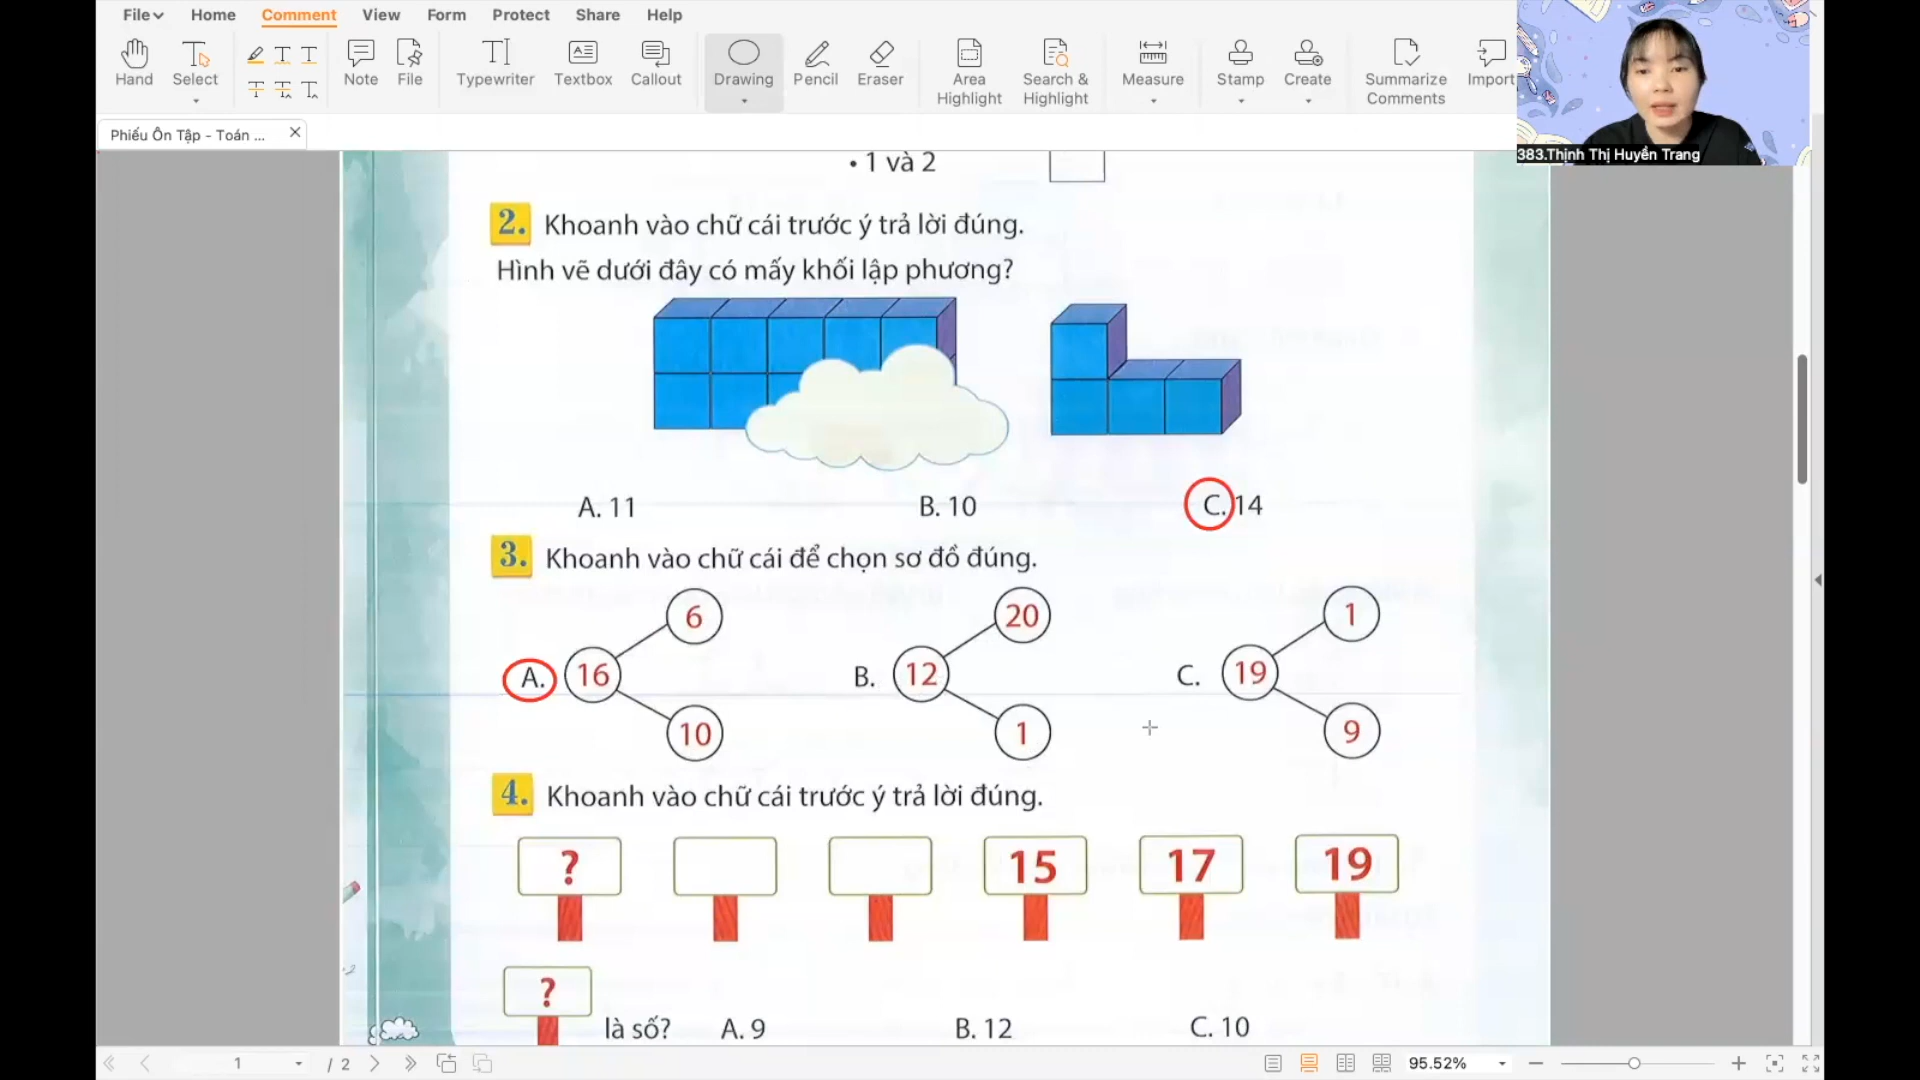 File Home Comment View Form Protect Share Help
Hand Select Note File Typewriter Textbox Callout Drawing Pencil Eraser Area Highlight Search & Highlight Measure Stamp Create Summarize Comments Import
383.Thịnh Thị Huyền Trang
Phiếu Ôn Tập - Toán ...
• 1 và 2
2. Khoanh vào chữ cái trước ý trả lời đúng.
Hình vẽ dưới đây có mấy khối lập phương?
A. 11 B. 10 C. 14
3. Khoanh vào chữ cái để chọn sơ đồ đúng.
6 20 1
A. 16 B. 12 C. 19
10 1 9
4. Khoanh vào chữ cái trước ý trả lời đúng.
? 15 17 19
?
là số? A. 9 B. 12 C. 10
1 / 2 95.52%